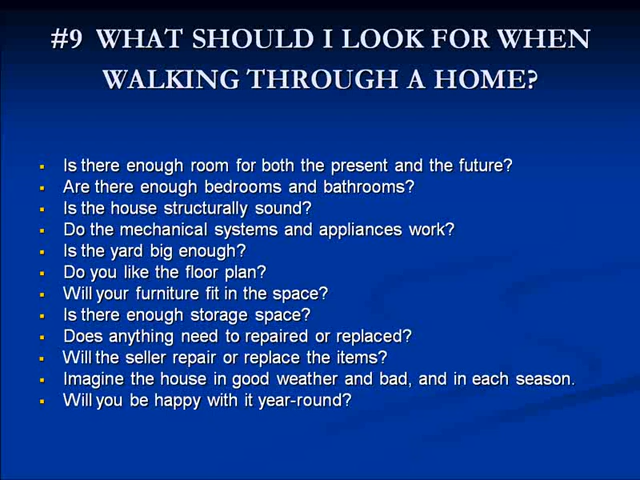 #9 WHAT SHOULD I LOOK FOR WHEN
WALKING THROUGH A HOME?
Is there enough room for both the present and the future?
Are there enough bedrooms and bathrooms?
Is the house structurally sound?
Do the mechanical systems and appliances work?
Is the yard big enough?
Do you like the floor plan?
Will your furniture fit in the space?
Is there enough storage space?
Does anything need to repaired or replaced?
Will the seller repair or replace the items?
Imagine the house in good weather and bad, and in each season.
Will you be happy with it year-round?